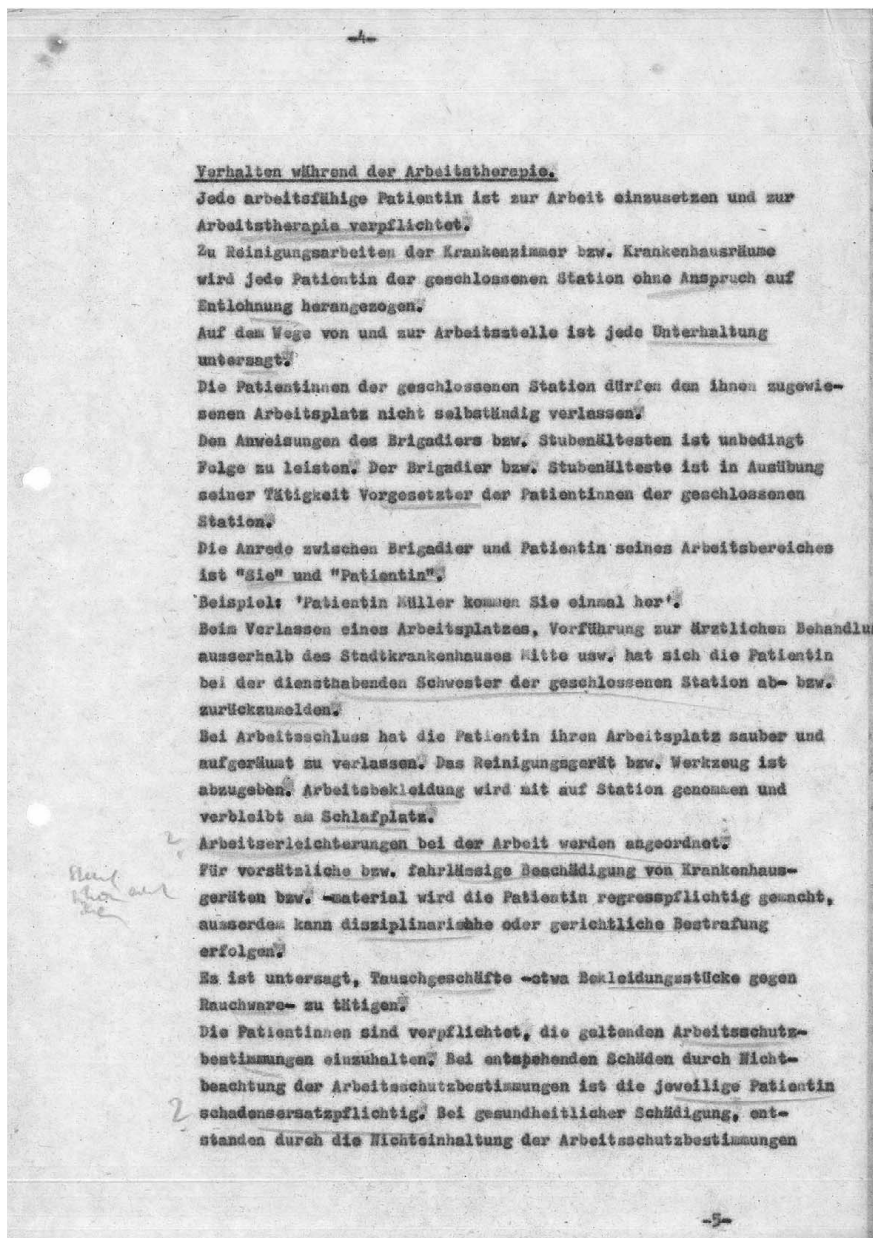 -4-
Verhalten während der Arbeitstherapie.
Jede arbeitsfähige Patientin ist zur Arbeit einzusetzen und zur
Arbeitstherapie verpflichtet.
Zu Reinigungsarbeiten der Krankenzimmer bzw. Krankenhausräume
wird jede Patientin der geschlossenen Station ohne Anspruch auf
Entlohnung herangezogen.
Auf dem Wege von und zur Arbeitsstelle ist jede Unterhaltung
untersagt.
Die Patientinnen der geschlossenen Station dürfen den ihnen zugewie-
senen Arbeitsplatz nicht selbständig verlassen.
Den Anweisungen des Brigadiers bzw. Stubenältesten ist unbedingt
Folge zu leisten. Der Brigadier bzw. Stubenälteste ist in Ausübung
seiner Tätigkeit Vorgesetzter der Patientinnen der geschlossenen
Station.
Die Anrede zwischen Brigadier und Patientin seines Arbeitsbereiches
ist "Sie" und "Patientin".
Beispiel: 'Patientin Müller kommen Sie einmal her'.
Beim Verlassen eines Arbeitsplatzes, Vorführung zur ärztlichen Behandlu
ausserhalb des Stadtkrankenhauses Mitte usw. hat sich die Patientin
bei der diensthabenden Schwester der geschlossenen Station ab- bzw.
zurückzumelden.
Bei Arbeitsschluss hat die Patientin ihren Arbeitsplatz sauber und
aufgeräumt zu verlassen. Das Reinigungsgerät bzw. Werkzeug ist
abzugeben. Arbeitsbekleidung wird mit auf Station genommen und
verbleibt am Schlafplatz.
? Arbeitserleichterungen bei der Arbeit werden angeordnet.
Für vorsätzliche bzw. fahrlässige Beschädigung von Krankenhaus-
geräten bzw. -material wird die Patientin regresspflichtig gemacht,
ausserdem kann disziplinarishhe oder gerichtliche Bestrafung
erfolgen.
Es ist untersagt, Tauschgeschäfte -etwa Bekleidungsstücke gegen
Rauchware- zu tätigen.
Die Patientinnen sind verpflichtet, die geltenden Arbeitsschutz-
bestimmungen einzuhalten. Bei entspehenden Schäden durch Nicht-
beachtung der Arbeitsschutzbestimmungen ist die jeweilige Patientin
? schadensersatzpflichtig. Bei gesundheitlicher Schädigung, ent-
standen durch die Nichteinhaltung der Arbeitsschutzbestimmungen
-5-